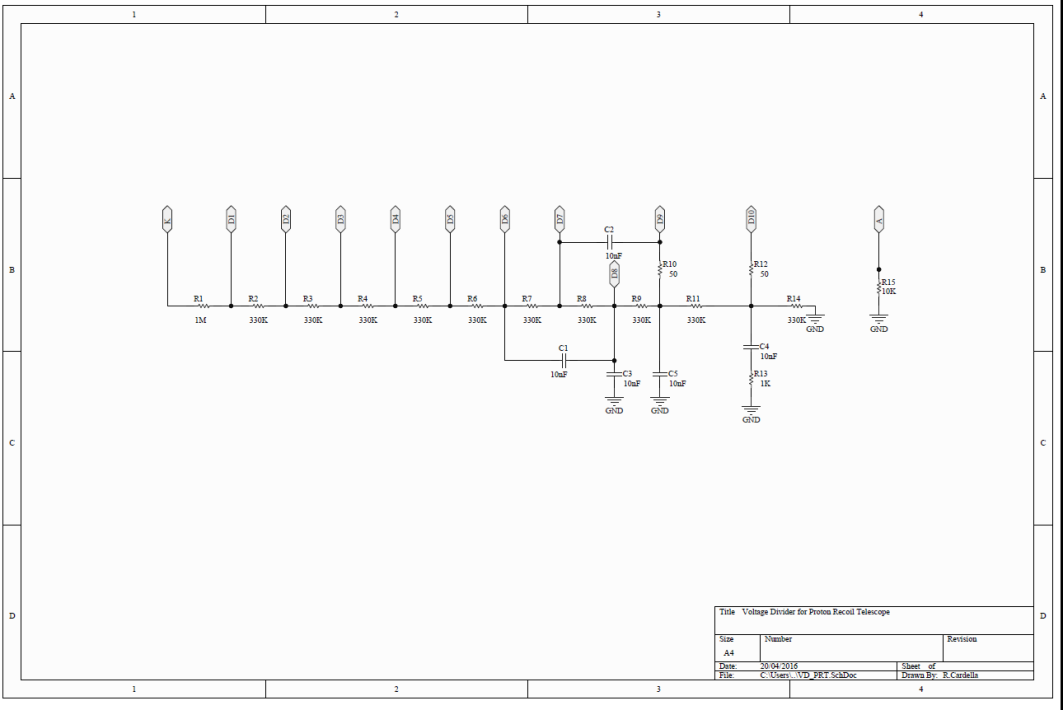 1 2 3 4
A A
K D1 D2 D3 D4 D5 D6 D7 D9 D10 A
C2
10nF
D8
R10
50
R12
50
B B
R15
10K
GND
R1 R2 R3 R4 R5 R6 R7 R8 R9 R11 R14
1M 330K 330K 330K 330K 330K 330K 330K 330K 330K 330K
GND
C1
10nF
C3
10nF
GND
C5
10nF
GND
C4
10nF
R13
1K
GND
C C
D D
Title Voltage Divider for Proton Recoil Telescope
Size Number Revision
A4
Date: 20/04/2016 Sheet of
File: C:\Users\..\VD_PRT.SchDoc Drawn By: R.Cardella
1 2 3 4